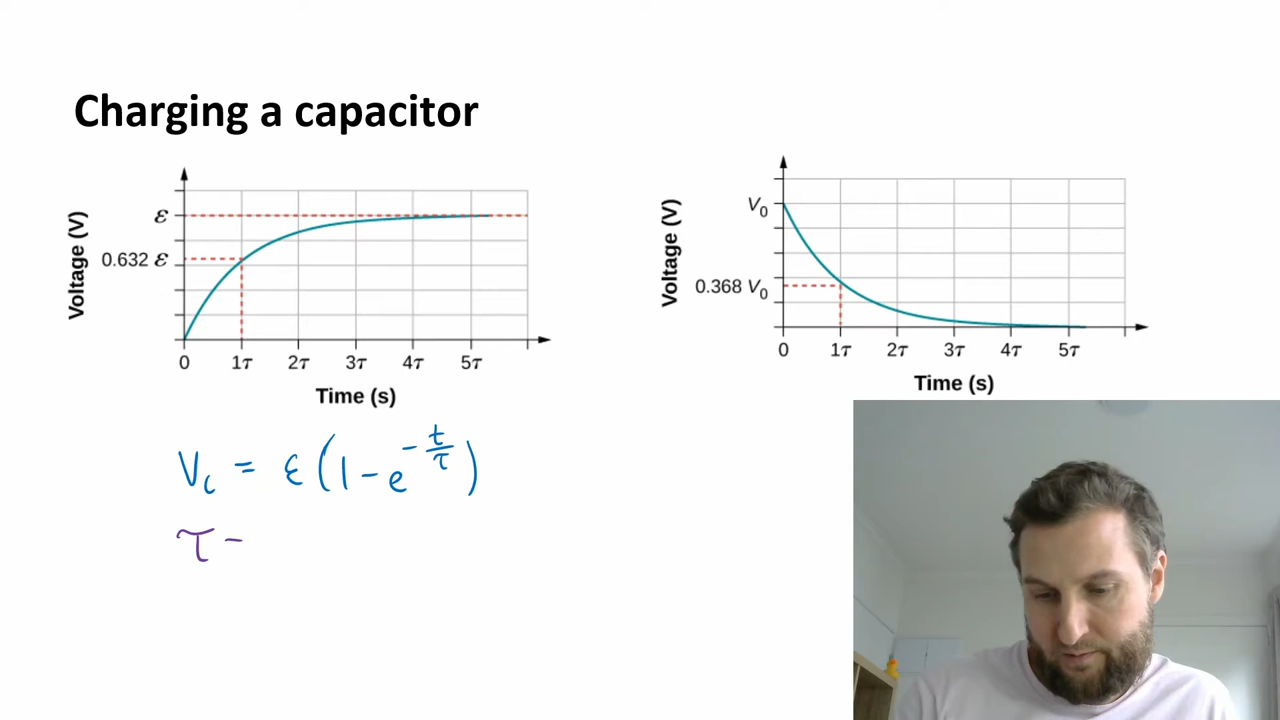 Charging a capacitor
Voltage (V)
ε
0.632 ε
0 1τ 2τ 3τ 4τ 5τ
Time (s)
Voltage (V)
V₀
0.368 V₀
0 1τ 2τ 3τ 4τ 5τ
Time (s)
V_c = ε(1 - e^{-t/τ})
τ -